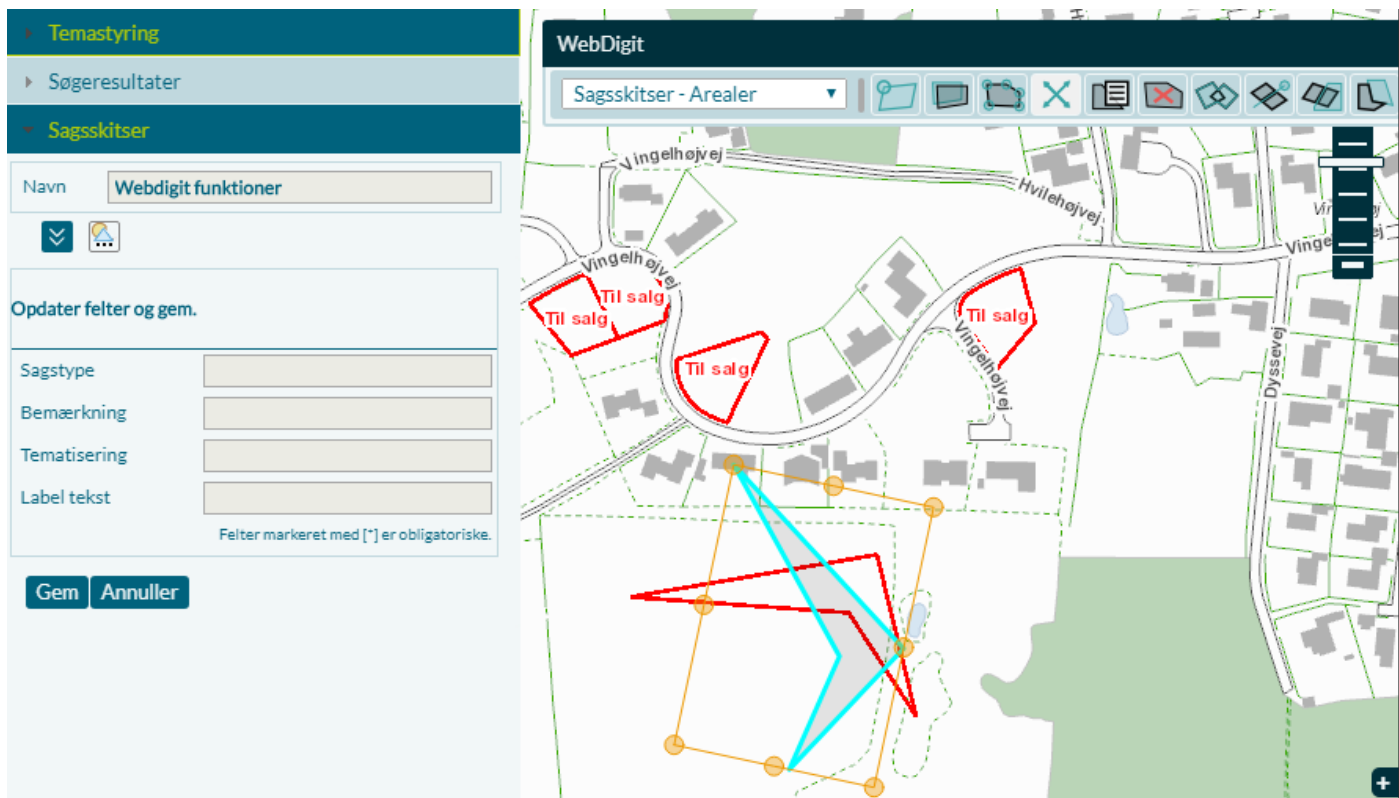 Temastyring
Søgeresultater
Sagsskitser
Navn
Webdigit funktioner
Opdater felter og gem.
Sagstype
Bemærkning
Tematisering
Label tekst
Felter markeret med [*] er obligatoriske.
Gem
Annuller
WebDigit
Sagsskitser - Arealer
Vingelhøjvej
Hvilehøjvej
Vingelhøjvej
Til salg
Til salg
Til salg
Til salg
Vingelhøjvej
Dyssevej